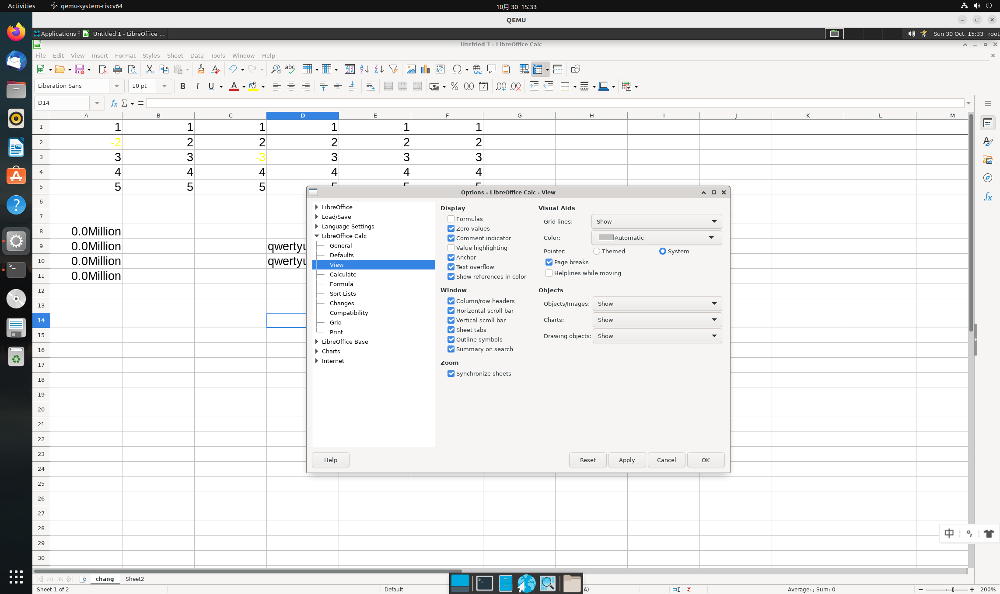 Activities qemu-system-riscv64 10月 30 15:33
QEMU
Applications Untitled 1 - LibreOffice ... Sun 30 Oct, 15:33 root
Untitled 1 - LibreOffice Calc
File Edit View Insert Format Styles Sheet Data Tools Window Help
Liberation Sans 10 pt
D14
A B C D E F G H I J K L M
1 1 1 1 1 1 1
2 -2 2 2 2 2 2
3 3 3 -3 3 3 3
4 4 4 4 4 4 4
5 5 5 5 5 5 5
6
7
8 0.0Million
9 0.0Million qwertyu
10 0.0Million qwertyu
11 0.0Million
12
13
14
15
16
17
18
19
20
21
22
23
24
25
26
27
28
29
30
Options - LibreOffice Calc - View
LibreOffice
Load/Save
Language Settings
LibreOffice Calc
General
Defaults
View
Calculate
Formula
Sort Lists
Changes
Compatibility
Grid
Print
LibreOffice Base
Charts
Internet
Display
Formulas
Zero values
Comment indicator
Value highlighting
Anchor
Text overflow
Show references in color
Window
Column/row headers
Horizontal scroll bar
Vertical scroll bar
Sheet tabs
Outline symbols
Summary on search
Zoom
Synchronize sheets
Visual Aids
Grid lines: Show
Color: Automatic
Pointer: Themed System
Page breaks
Helplines while moving
Objects
Objects/Images: Show
Charts: Show
Drawing objects: Show
Help Reset Apply Cancel OK
中
chang Sheet2
Sheet 1 of 2 Default A) Average: ; Sum: 0 200%